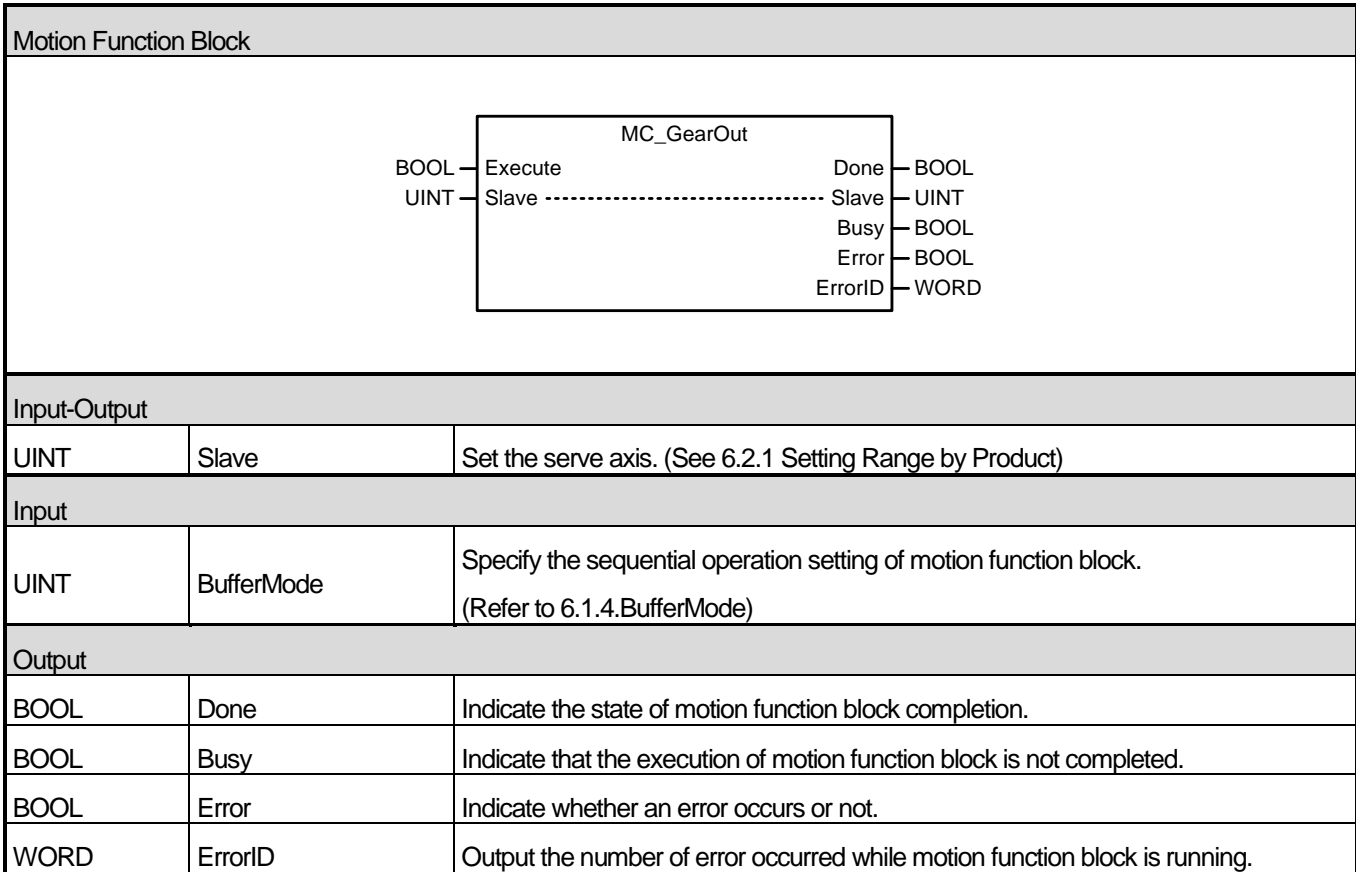 Motion Function Block
MC_GearOut
BOOL Execute Done BOOL
UINT Slave Slave UINT
Busy BOOL
Error BOOL
ErrorID WORD
Input-Output
UINT Slave Set the serve axis. (See 6.2.1 Setting Range by Product)
Input
UINT BufferMode Specify the sequential operation setting of motion function block.
(Refer to 6.1.4.BufferMode)
Output
BOOL Done Indicate the state of motion function block completion.
BOOL Busy Indicate that the execution of motion function block is not completed.
BOOL Error Indicate whether an error occurs or not.
WORD ErrorID Output the number of error occurred while motion function block is running.